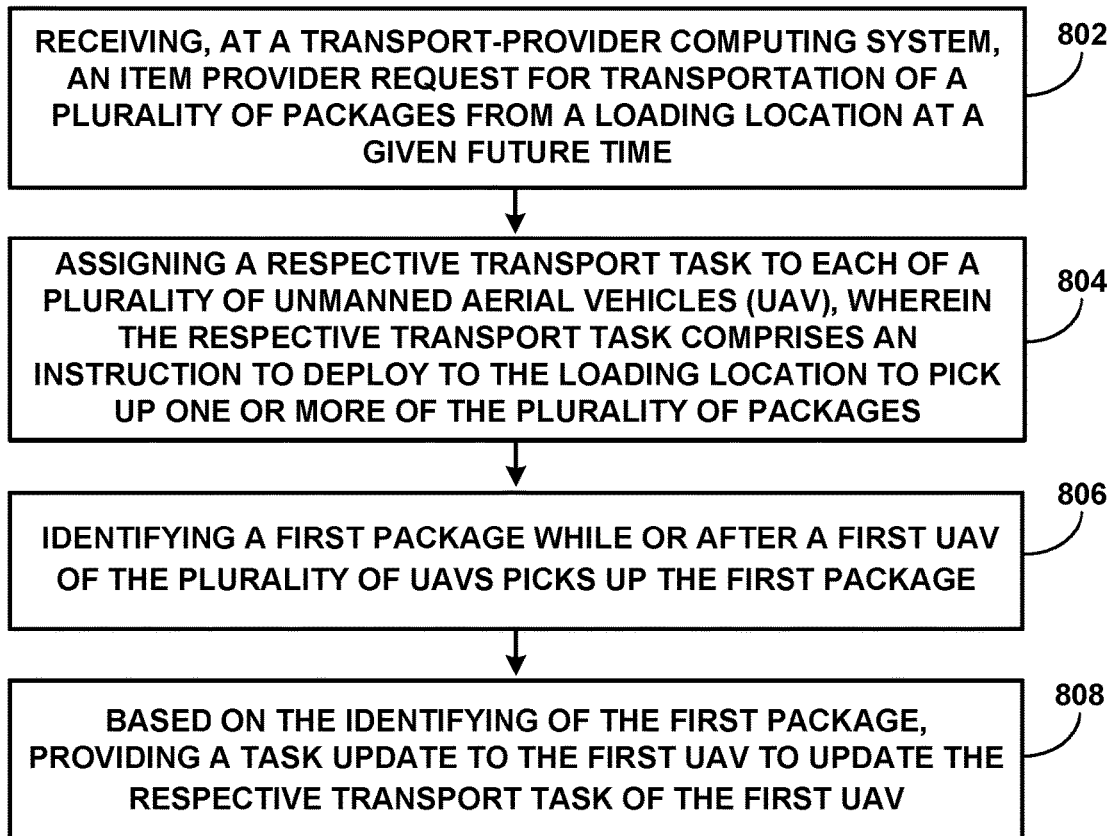 RECEIVING, AT A TRANSPORT-PROVIDER COMPUTING SYSTEM,
AN ITEM PROVIDER REQUEST FOR TRANSPORTATION OF A
PLURALITY OF PACKAGES FROM A LOADING LOCATION AT A
GIVEN FUTURE TIME
802
ASSIGNING A RESPECTIVE TRANSPORT TASK TO EACH OF A
PLURALITY OF UNMANNED AERIAL VEHICLES (UAV), WHEREIN
THE RESPECTIVE TRANSPORT TASK COMPRISES AN
INSTRUCTION TO DEPLOY TO THE LOADING LOCATION TO PICK
UP ONE OR MORE OF THE PLURALITY OF PACKAGES
804
IDENTIFYING A FIRST PACKAGE WHILE OR AFTER A FIRST UAV
OF THE PLURALITY OF UAVS PICKS UP THE FIRST PACKAGE
806
BASED ON THE IDENTIFYING OF THE FIRST PACKAGE,
PROVIDING A TASK UPDATE TO THE FIRST UAV TO UPDATE THE
RESPECTIVE TRANSPORT TASK OF THE FIRST UAV
808